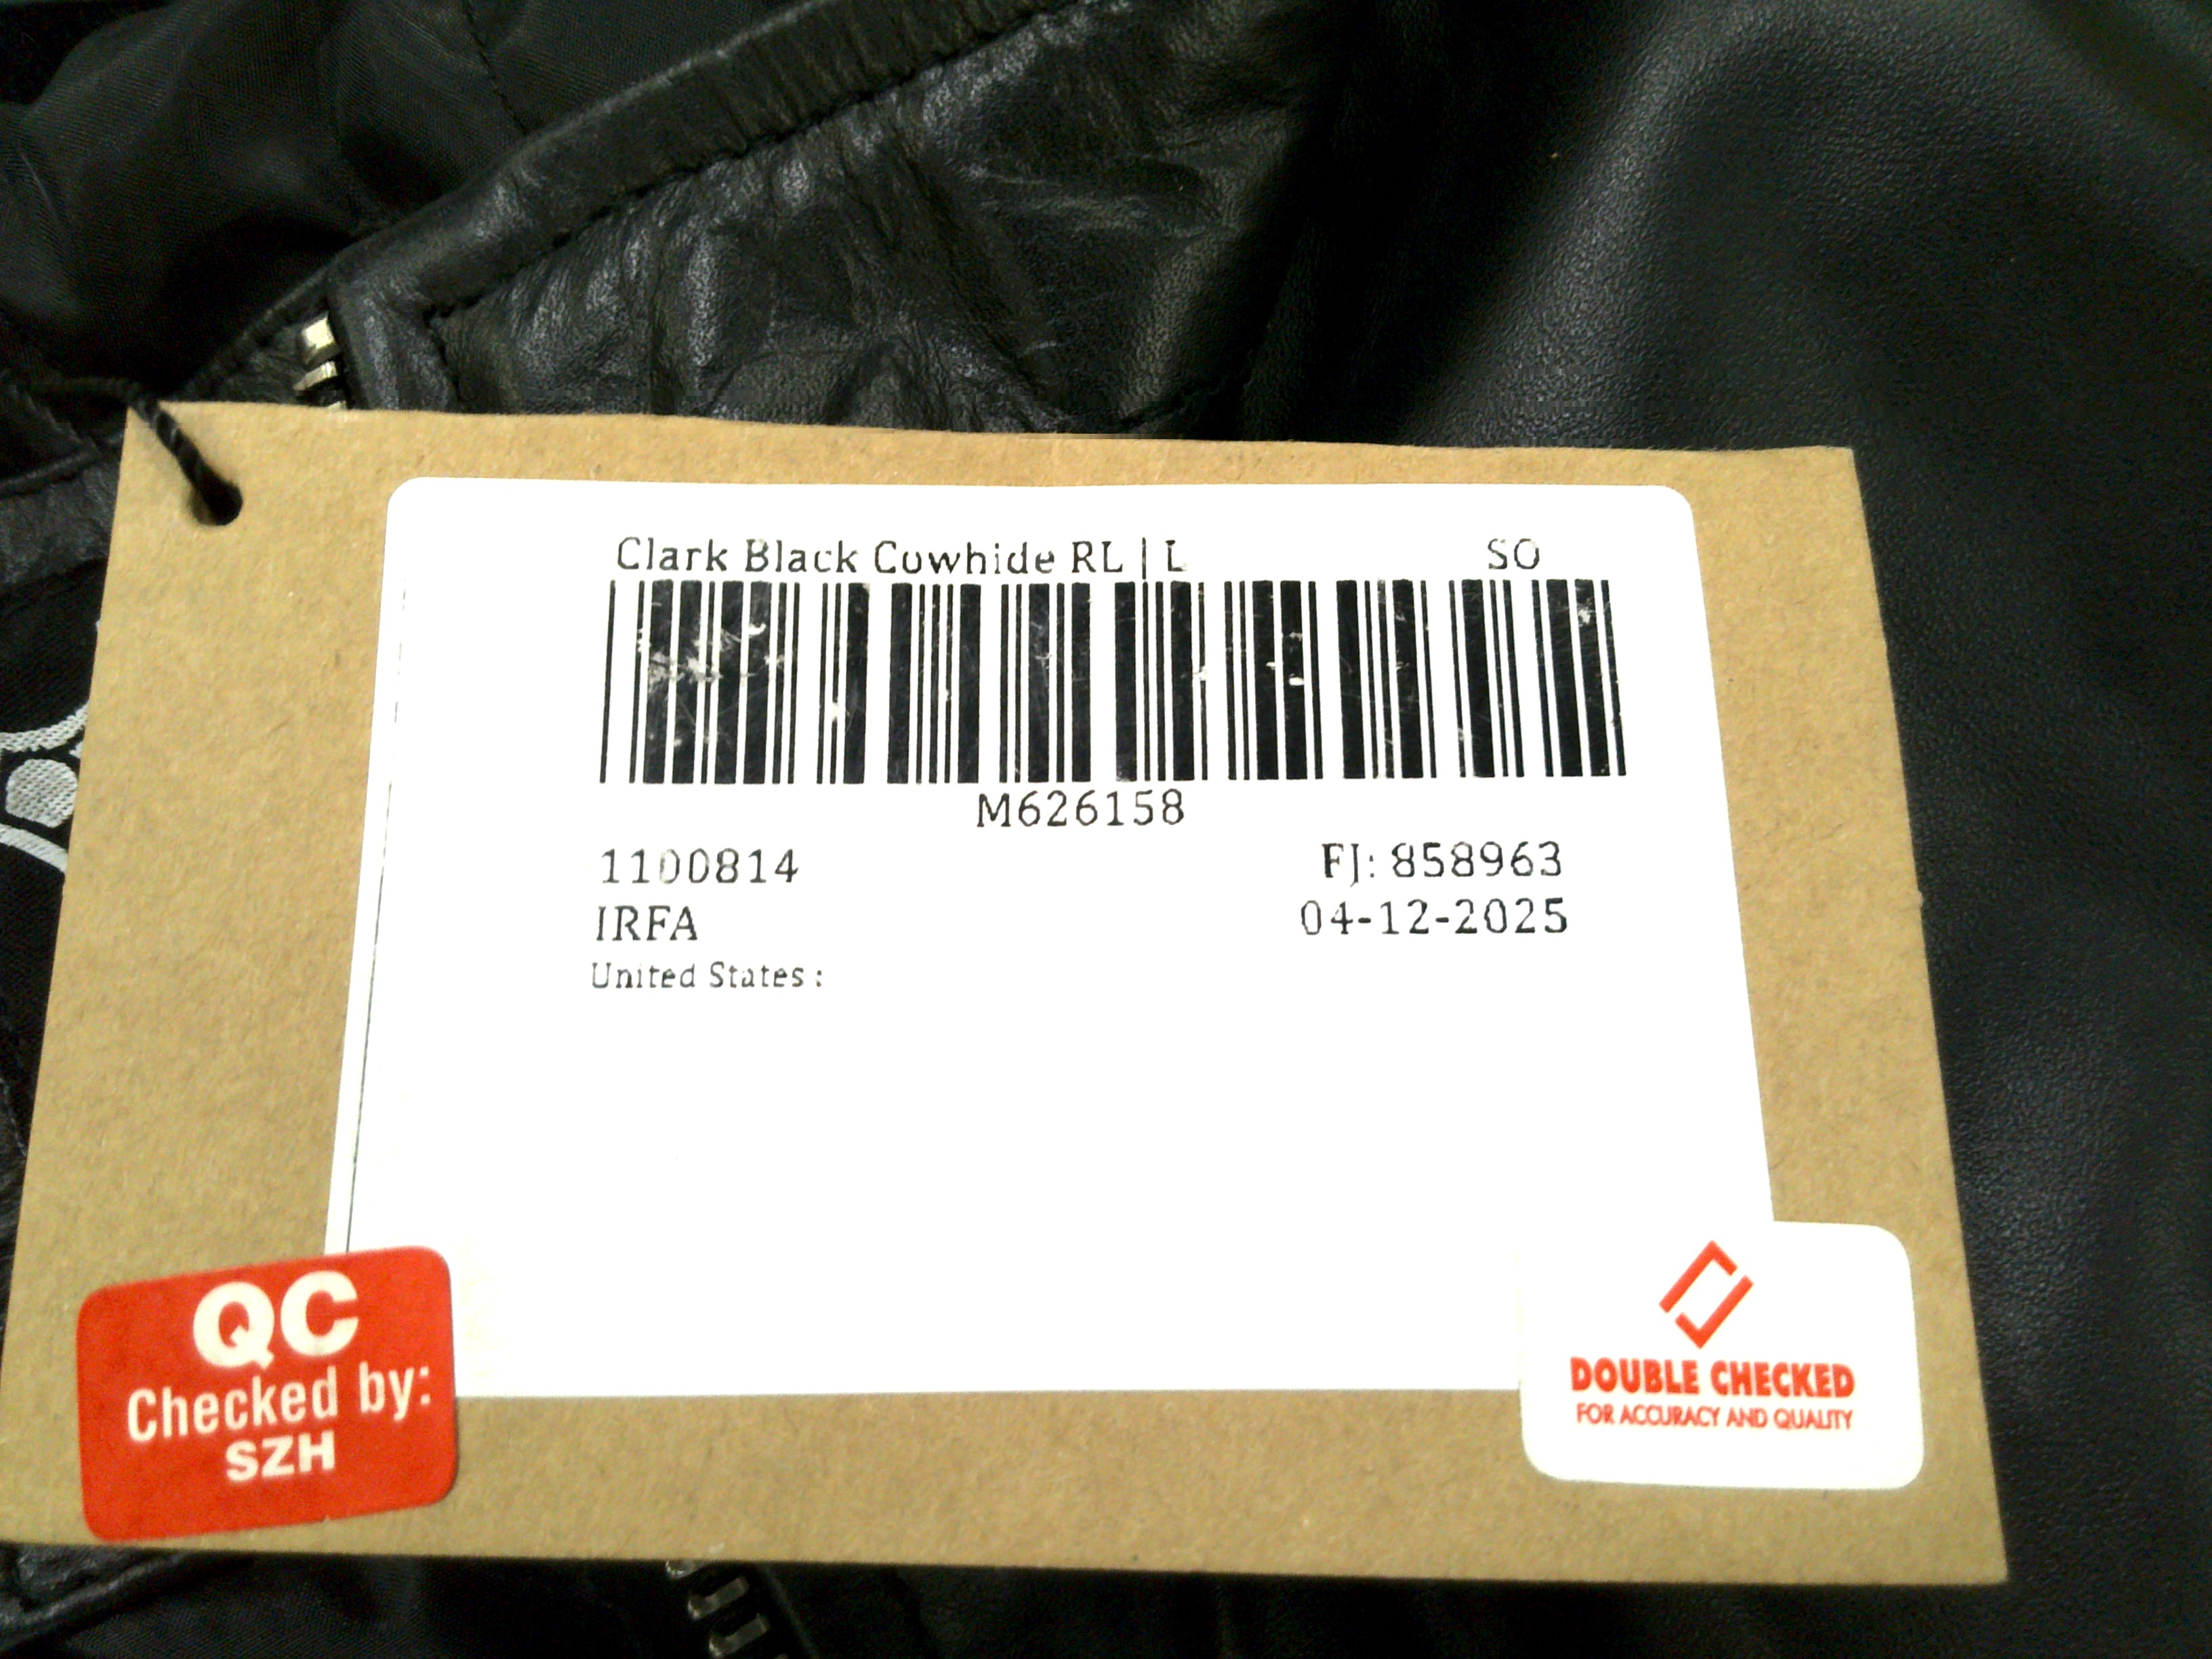 Clark Black Cowhide RL | L SO
M626158
1100814 FJ: 858963
IRFA 04-12-2025
United States :
QC
Checked by:
SZH
DOUBLE CHECKED
FOR ACCURACY AND QUALITY